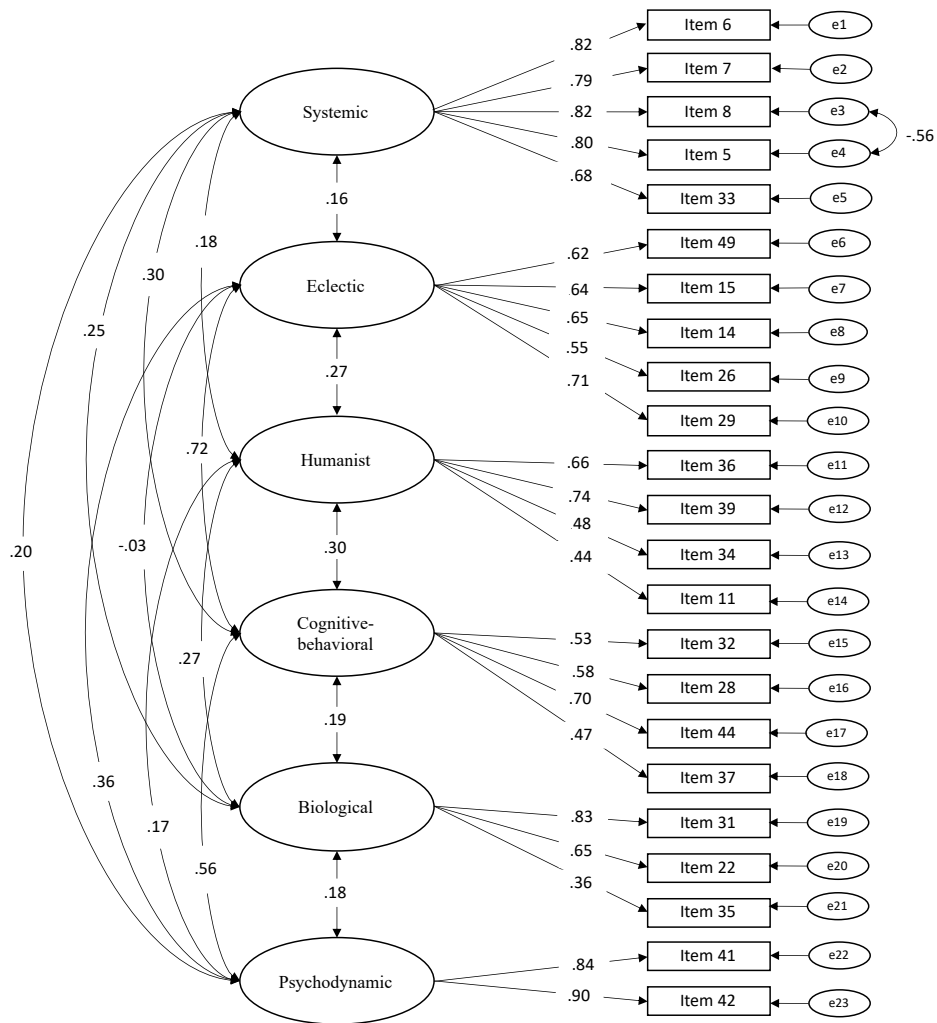 Item 6
e1
.82
Item 7
e2
.79
Systemic
.82
Item 8
e3
-.56
.80
Item 5
e4
.68
Item 33
e5
.16
.18
.30
.62
Item 49
e6
Eclectic
.64
Item 15
e7
.25
.65
Item 14
e8
.55
Item 26
e9
.27
.71
Item 29
e10
.72
Humanist
.66
Item 36
e11
.74
Item 39
e12
.48
.20
-.03
.30
.44
Item 34
e13
Item 11
e14
Cognitive-
behavioral
.53
Item 32
e15
.27
.58
Item 28
e16
.70
.19
.47
Item 44
e17
Item 37
e18
.36
Biological
.83
Item 31
e19
.17
.65
Item 22
e20
.56
.36
.18
Item 35
e21
Psychodynamic
.84
Item 41
e22
.90
Item 42
e23